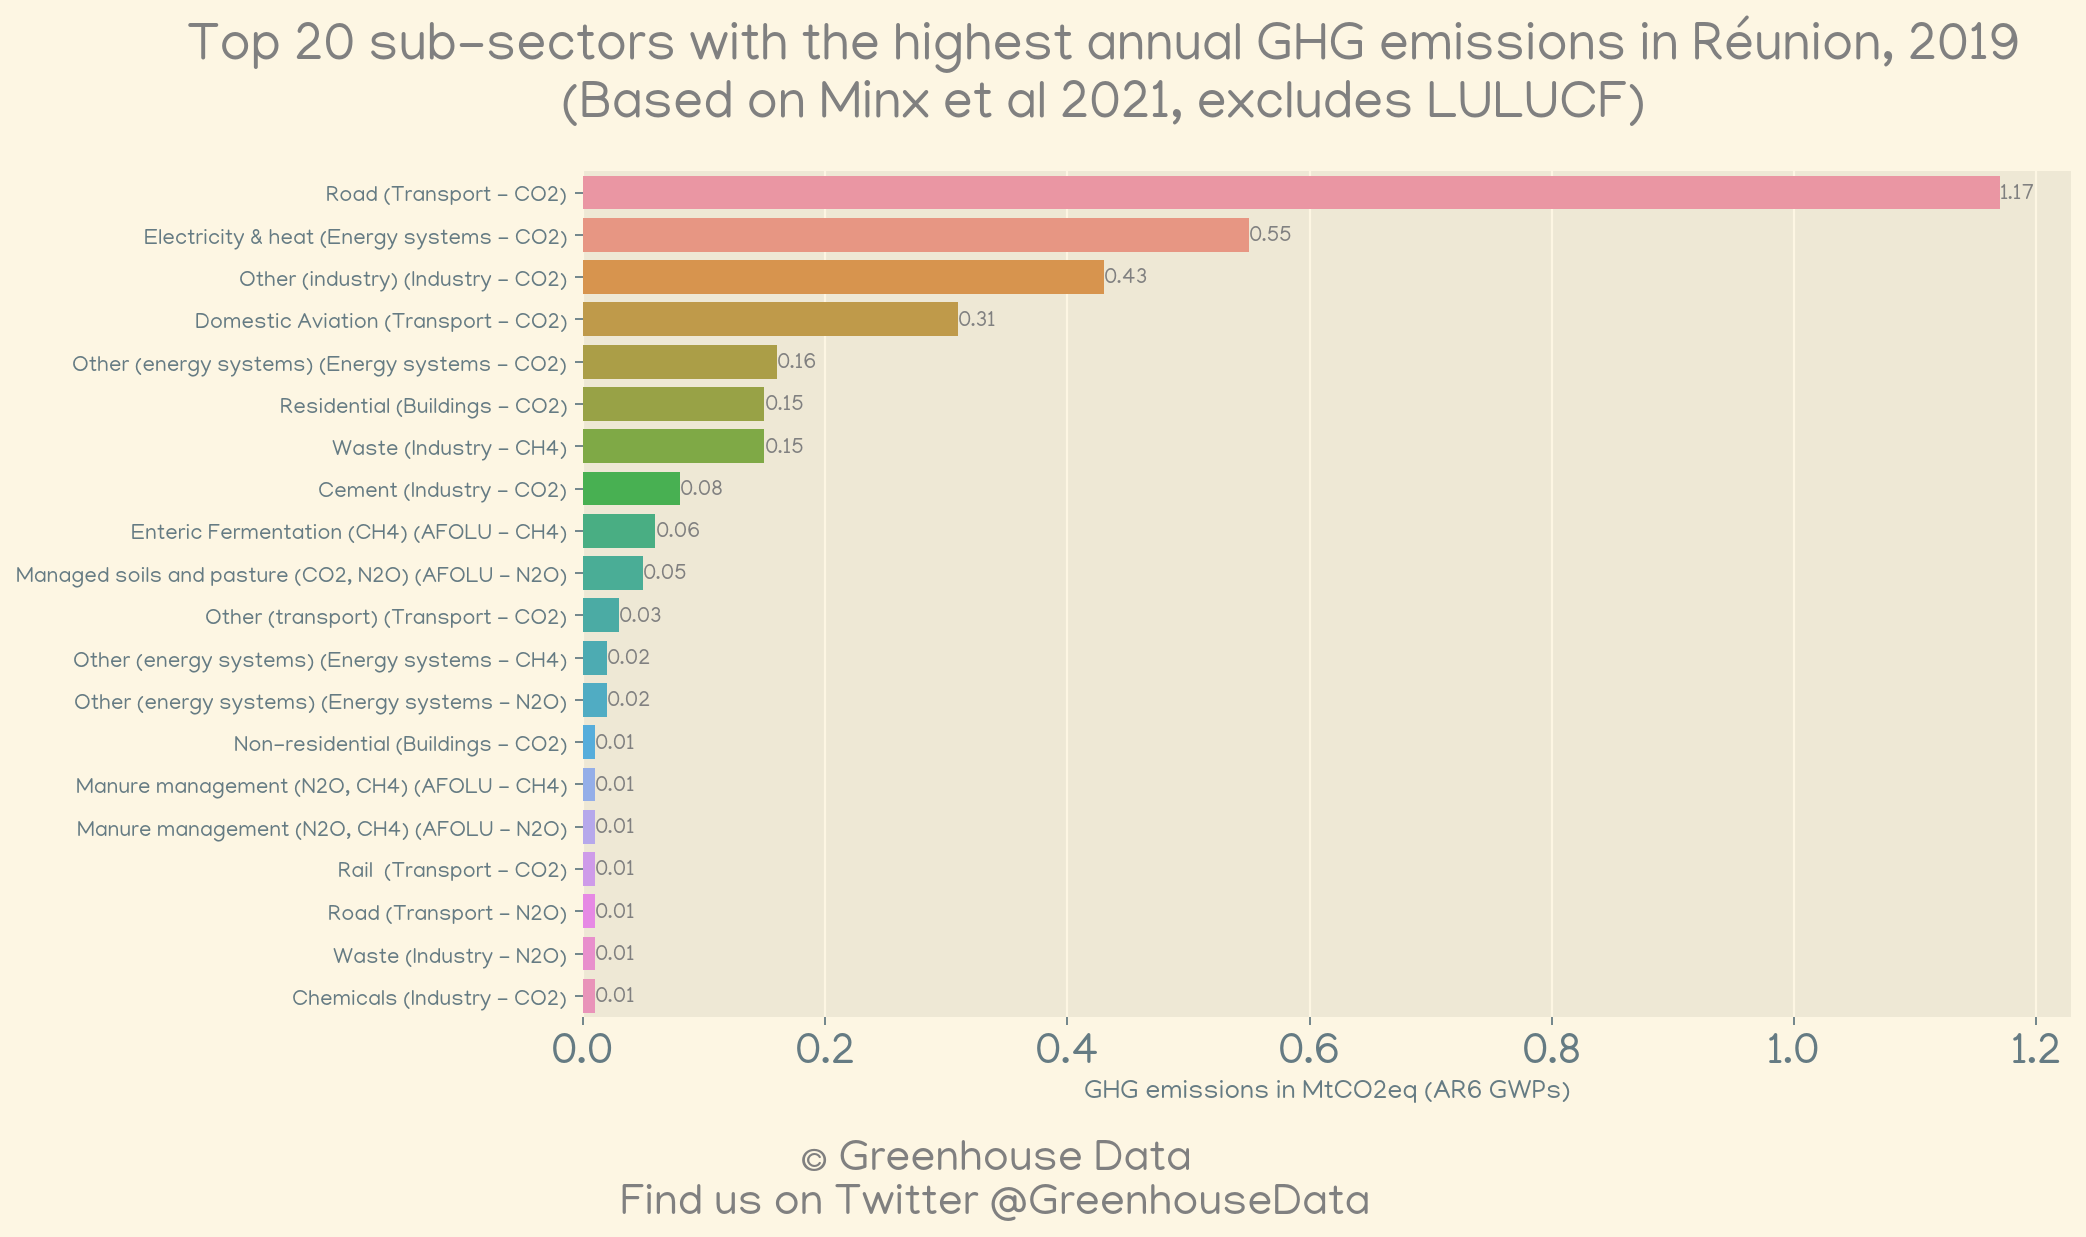 Top 20 sub-sectors with the highest annual GHG emissions in Réunion, 2019
(Based on Minx et al 2021, excludes LULUCF)
Road (Transport - CO2) 1.17
Electricity & heat (Energy systems - CO2) 0.55
Other (industry) (Industry - CO2) 0.43
Domestic Aviation (Transport - CO2) 0.31
Other (energy systems) (Energy systems - CO2) 0.16
Residential (Buildings - CO2) 0.15
Waste (Industry - CH4) 0.15
Cement (Industry - CO2) 0.08
Enteric Fermentation (CH4) (AFOLU - CH4) 0.06
Managed soils and pasture (CO2, N2O) (AFOLU - N2O) 0.05
Other (transport) (Transport - CO2) 0.03
Other (energy systems) (Energy systems - CH4) 0.02
Other (energy systems) (Energy systems - N2O) 0.02
Non-residential (Buildings - CO2) 0.01
Manure management (N2O, CH4) (AFOLU - CH4) 0.01
Manure management (N2O, CH4) (AFOLU - N2O) 0.01
Rail  (Transport - CO2) 0.01
Road (Transport - N2O) 0.01
Waste (Industry - N2O) 0.01
Chemicals (Industry - CO2) 0.01
0.0 0.2 0.4 0.6 0.8 1.0 1.2
GHG emissions in MtCO2eq (AR6 GWPs)
© Greenhouse Data
Find us on Twitter @GreenhouseData